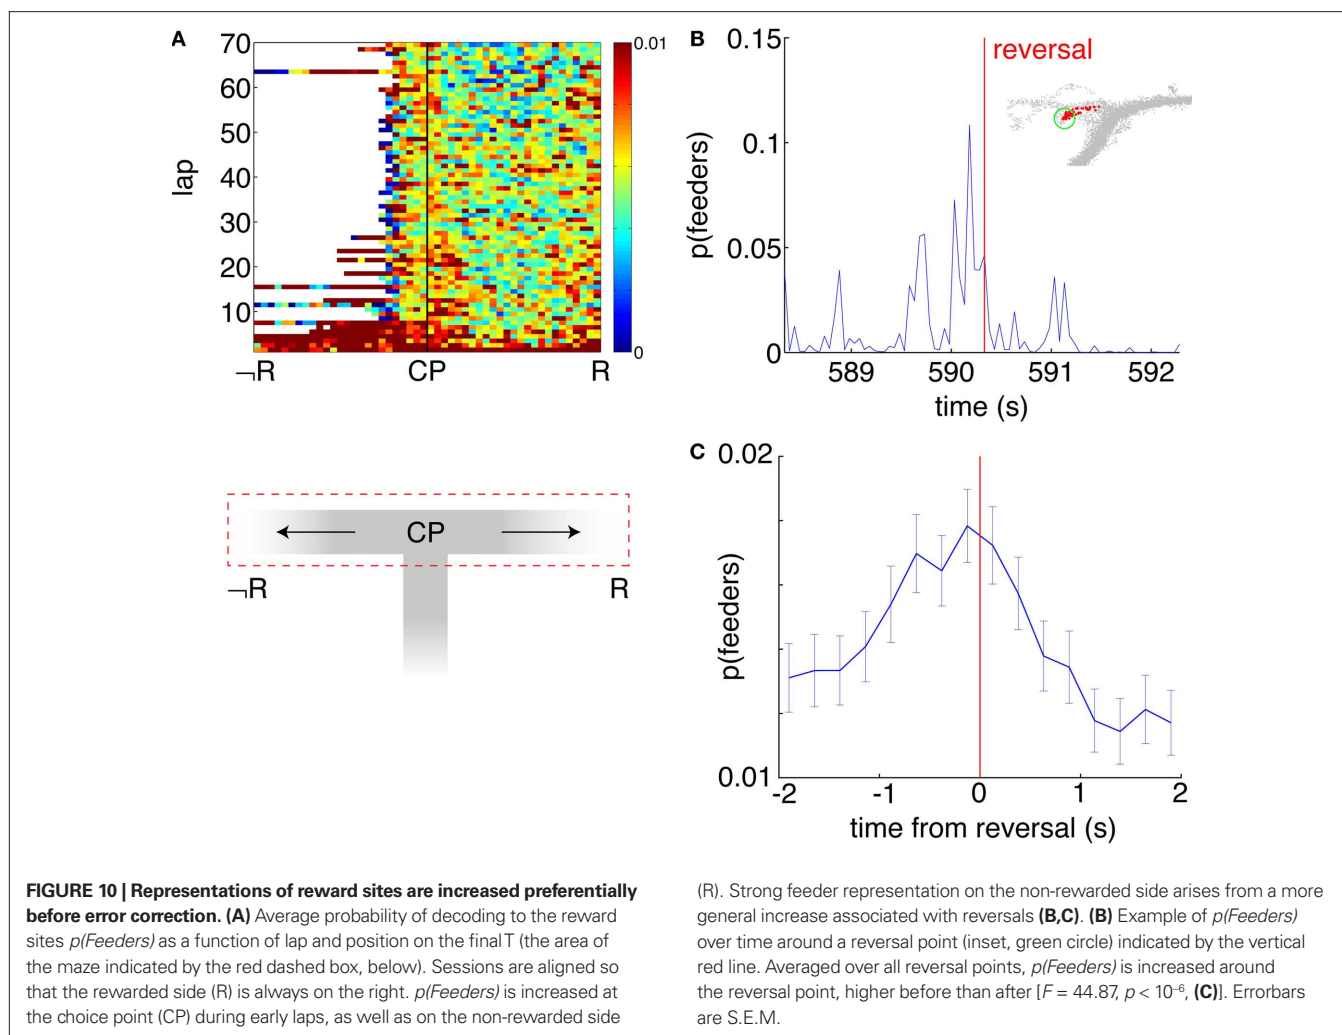 A
70
60
50
40
30
20
10
lap
¬R
CP
R
0.01
0
CP
¬R
R
B
0.15
0.1
0.05
0
p(feeders)
reversal
589
590
591
592
time (s)
C
0.02
0.01
p(feeders)
-2
-1
0
1
2
time from reversal (s)
FIGURE 10 | Representations of reward sites are increased preferentially
before error correction. (A) Average probability of decoding to the reward
sites p(Feeders) as a function of lap and position on the final T (the area of
the maze indicated by the red dashed box, below). Sessions are aligned so
that the rewarded side (R) is always on the right. p(Feeders) is increased at
the choice point (CP) during early laps, as well as on the non-rewarded side
(R). Strong feeder representation on the non-rewarded side arises from a more
general increase associated with reversals (B,C). (B) Example of p(Feeders)
over time around a reversal point (inset, green circle) indicated by the vertical
red line. Averaged over all reversal points, p(Feeders) is increased around
the reversal point, higher before than after [F = 44.87, p < 10⁻⁶, (C)]. Errorbars
are S.E.M.